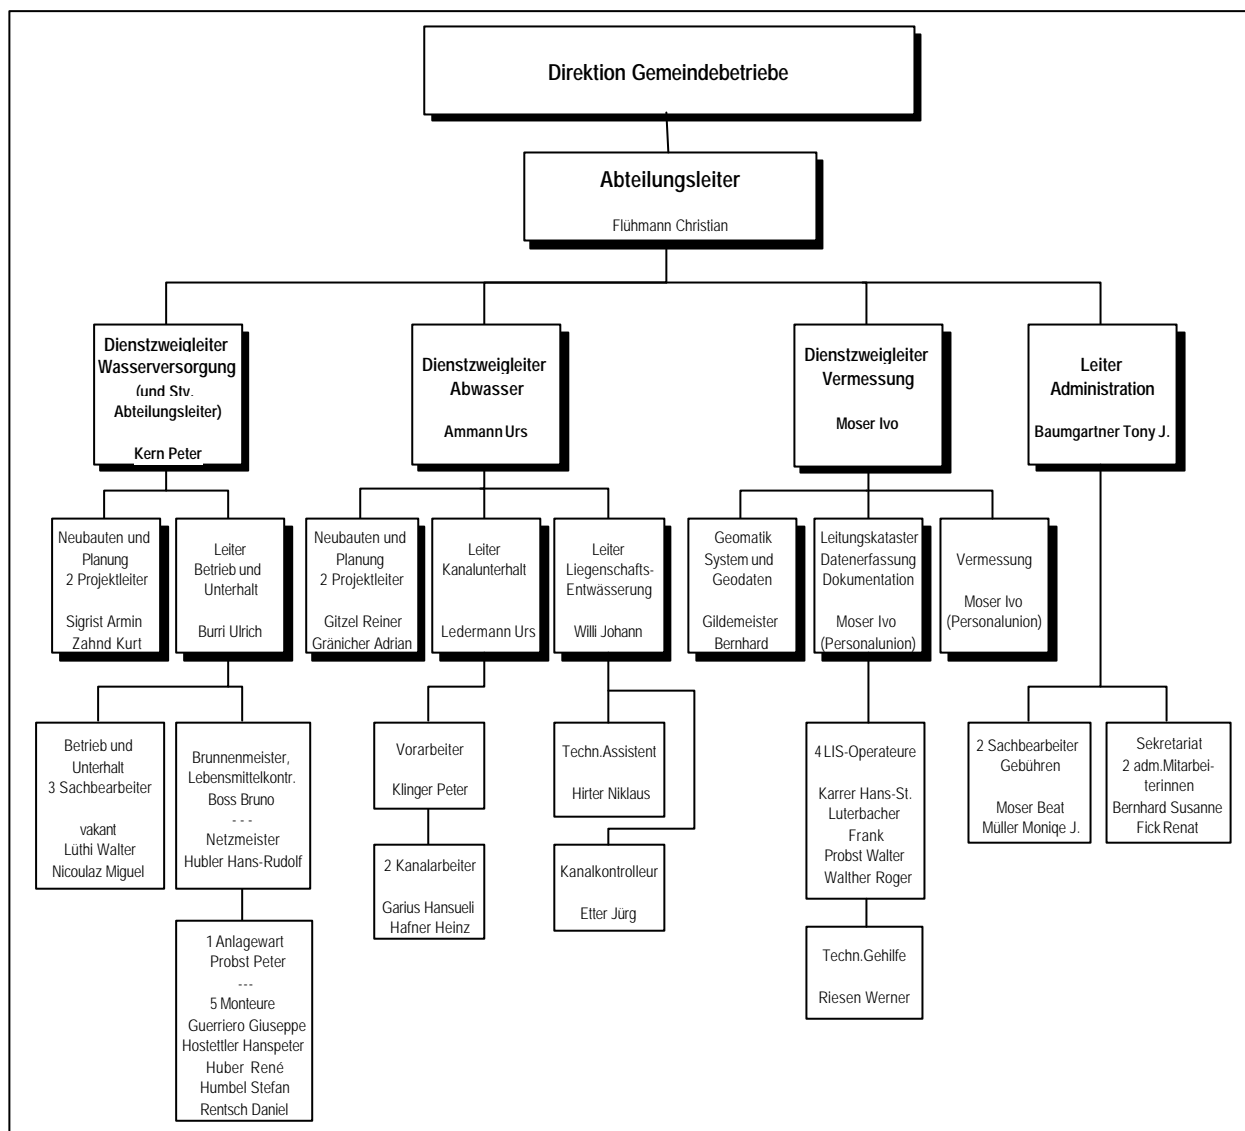 Direktion Gemeindebetriebe
Abteilungsleiter
Flühmann Christian
Dienstzweigleiter
Wasserversorgung
(und Stv.
Abteilungsleiter)
Kern Peter
Dienstzweigleiter
Abwasser
Ammann Urs
Dienstzweigleiter
Vermessung
Moser Ivo
Leiter
Administration
Baumgartner Tony J.
Neubauten und
Planung
2 Projektleiter
Sigrist Armin
Zahnd Kurt
Leiter
Betrieb und
Unterhalt
Burri Ulrich
Neubauten und
Planung
2 Projektleiter
Gitzel Reiner
Gränicher Adrian
Leiter
Kanalunterhalt
Ledermann Urs
Leiter
Liegenschafts-
Entwässerung
Willi Johann
Geomatik
System und
Geodaten
Gildemeister
Bernhard
Leitungskataster
Datenerfassung
Dokumentation
Moser Ivo
(Personalunion)
Vermessung
Moser Ivo
(Personalunion)
Betrieb und
Unterhalt
3 Sachbearbeiter
vakant
Lüthi Walter
Nicoulaz Miguel
Brunnenmeister,
Lebensmittelkontr.
Boss Bruno
- - -
Netzmeister
Hubler Hans-Rudolf
Vorarbeiter
Klinger Peter
Techn.Assistent
Hirter Niklaus
4 LIS-Operateure
Karrer Hans-St.
Luterbacher
Frank
Probst Walter
Walther Roger
2 Sachbearbeiter
Gebühren
Moser Beat
Müller Moniqe J.
Sekretariat
2 adm.Mitarbei-
terinnen
Bernhard Susanne
Fick Renat
2 Kanalarbeiter
Garius Hansueli
Hafner Heinz
Kanalkontrolleur
Etter Jürg
1 Anlagewart
Probst Peter
- - -
5 Monteure
Guerriero Giuseppe
Hostettler Hanspeter
Huber René
Humbel Stefan
Rentsch Daniel
Techn.Gehilfe
Riesen Werner